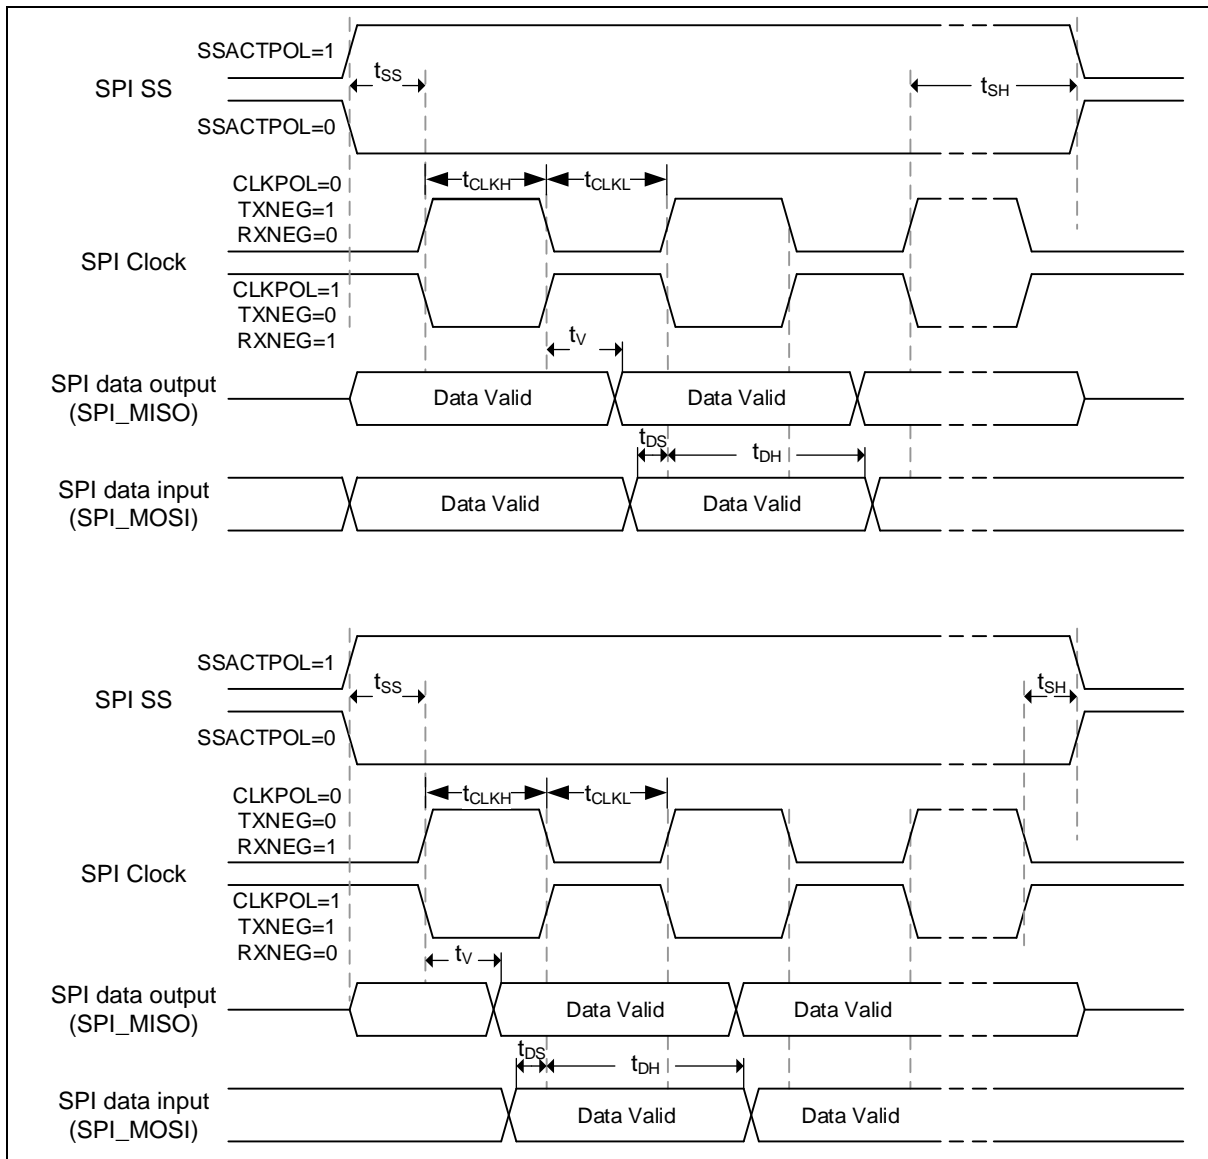 SSACTPOL=1
SPI SS
tSS
tSH
SSACTPOL=0
CLKPOL=0
TXNEG=1
RXNEG=0
tCLKH
tCLKL
SPI Clock
CLKPOL=1
TXNEG=0
RXNEG=1
tV
SPI data output
(SPI_MISO)
Data Valid
Data Valid
tDS
tDH
SPI data input
(SPI_MOSI)
Data Valid
Data Valid
SSACTPOL=1
SPI SS
tSS
tSH
SSACTPOL=0
CLKPOL=0
TXNEG=0
RXNEG=1
tCLKH
tCLKL
SPI Clock
CLKPOL=1
TXNEG=1
RXNEG=0
tV
SPI data output
(SPI_MISO)
Data Valid
Data Valid
tDS
tDH
SPI data input
(SPI_MOSI)
Data Valid
Data Valid